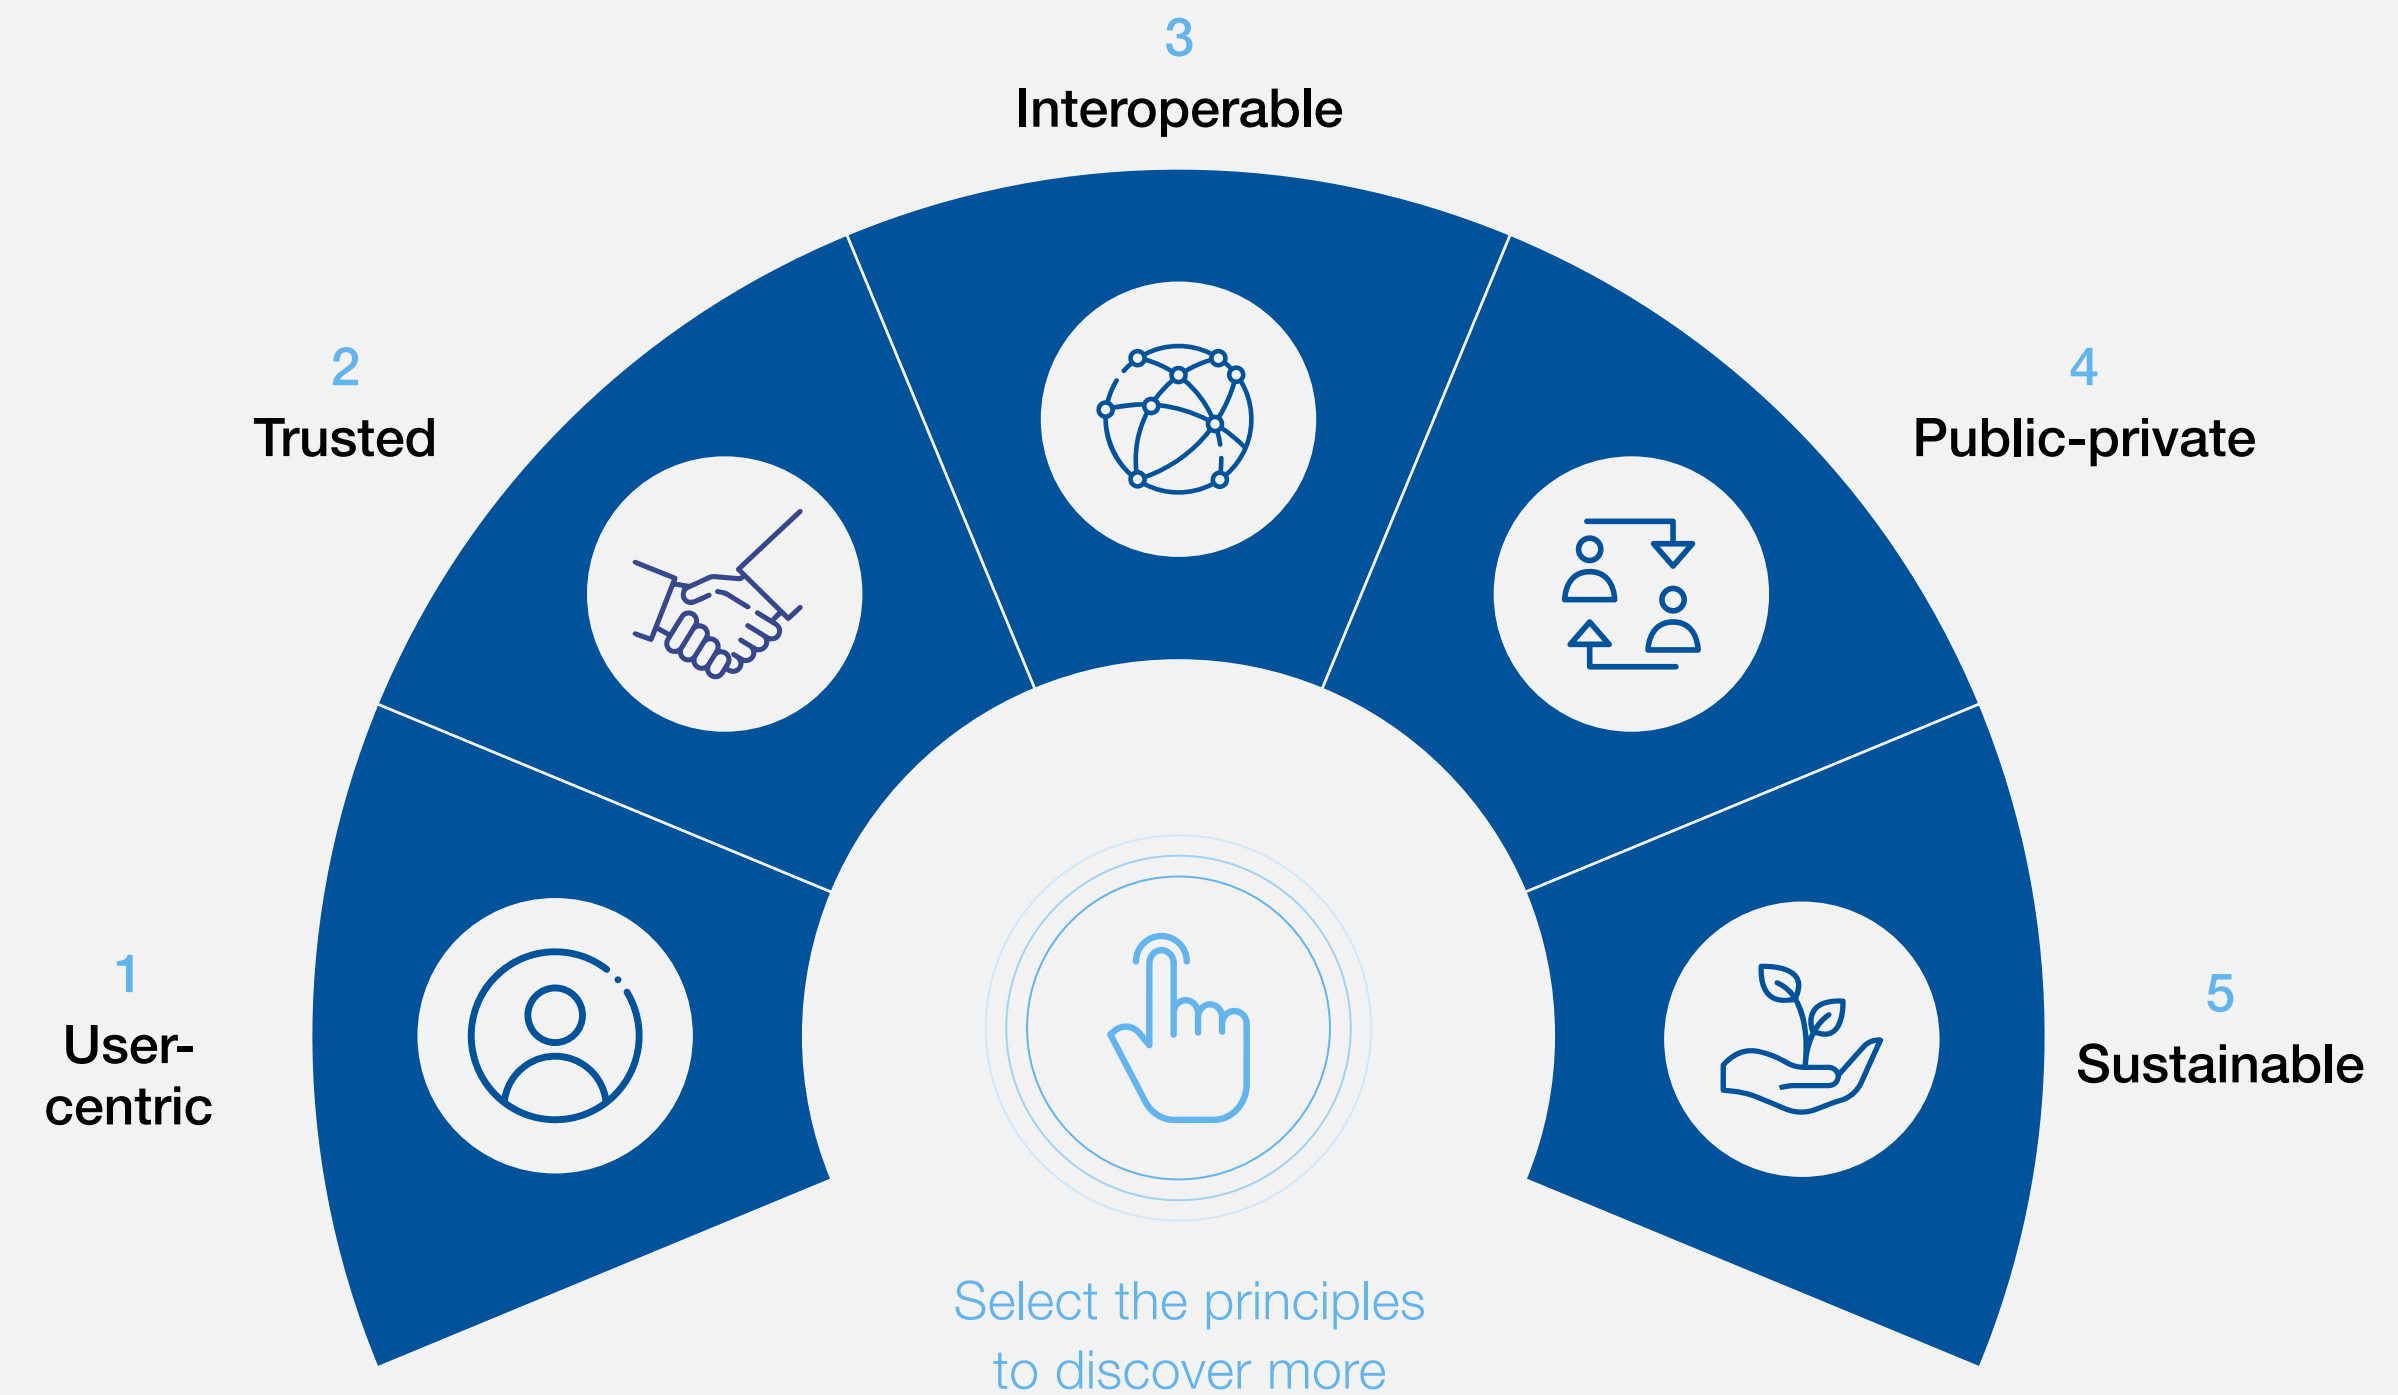 1
User-
centric
2
Trusted
3
Interoperable
4
Public-private
5
Sustainable
Select the principles
to discover more